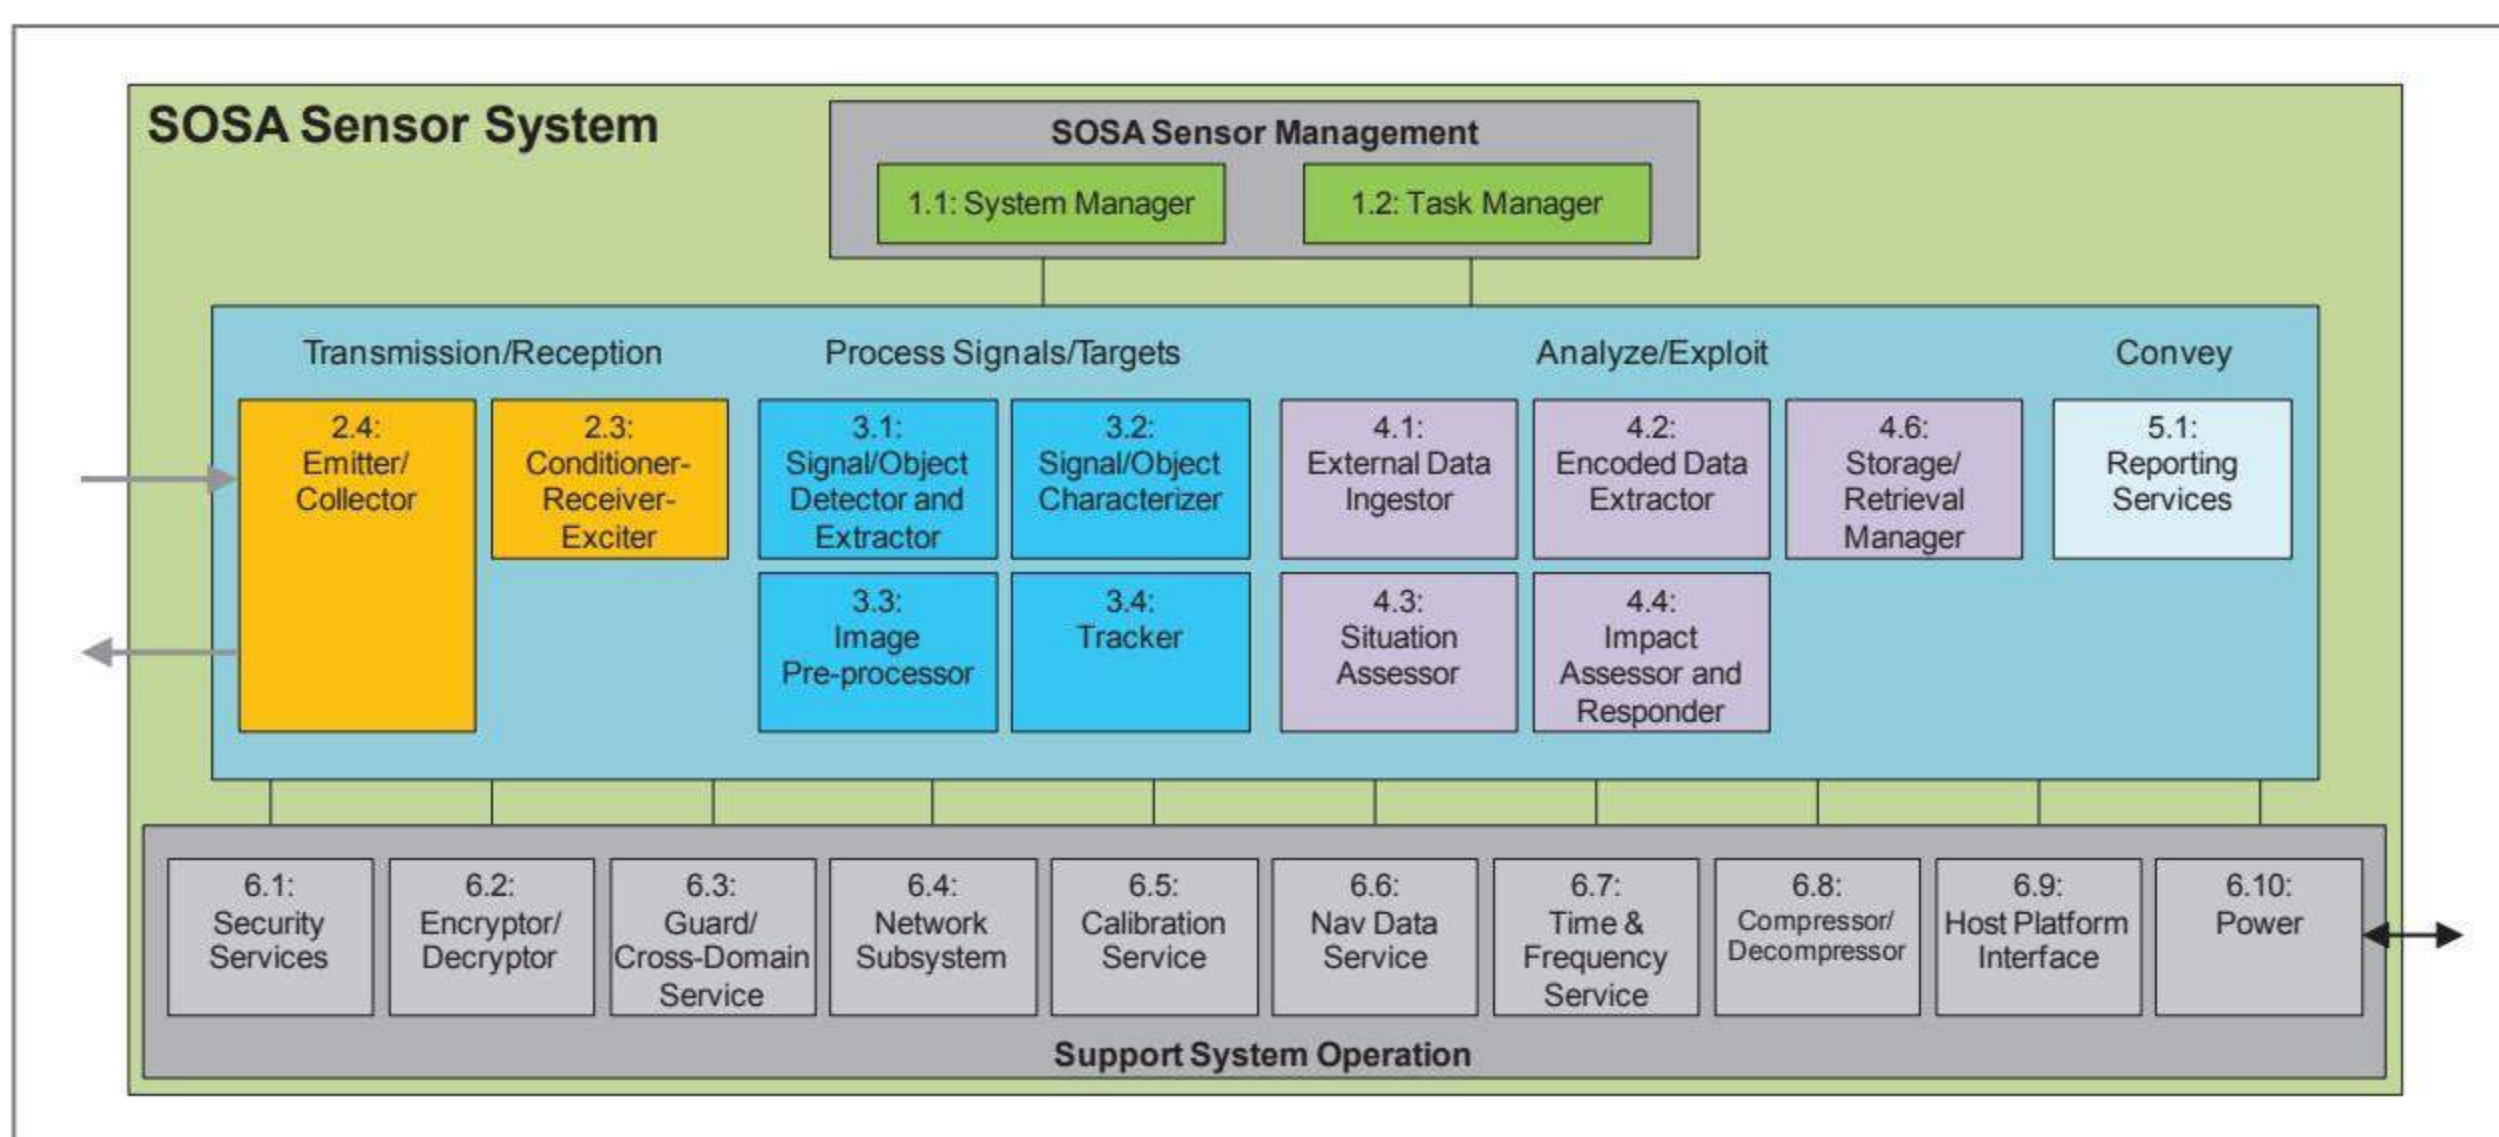 SOSA Sensor System
SOSA Sensor Management
1.1: System Manager
1.2: Task Manager
Transmission/Reception
Process Signals/Targets
Analyze/Exploit
Convey
2.4:
Emitter/
Collector
2.3:
Conditioner-
Receiver-
Exciter
3.1:
Signal/Object
Detector and
Extractor
3.2:
Signal/Object
Characterizer
4.1:
External Data
Ingestor
4.2:
Encoded Data
Extractor
4.6:
Storage/
Retrieval
Manager
5.1:
Reporting
Services
3.3:
Image
Pre-processor
3.4:
Tracker
4.3:
Situation
Assessor
4.4:
Impact
Assessor and
Responder
6.1:
Security
Services
6.2:
Encryptor/
Decryptor
6.3:
Guard/
Cross-Domain
Service
6.4:
Network
Subsystem
6.5:
Calibration
Service
6.6:
Nav Data
Service
6.7:
Time &
Frequency
Service
6.8:
Compressor/
Decompressor
6.9:
Host Platform
Interface
6.10:
Power
Support System Operation